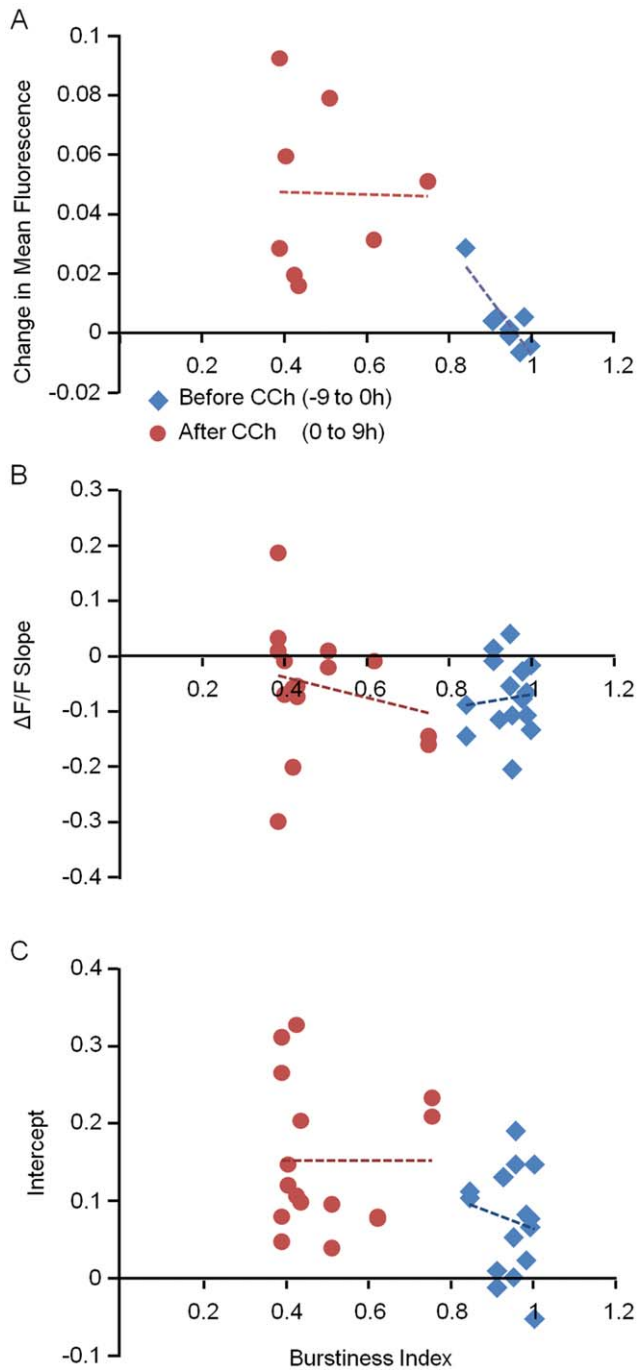 A
0.1
0.08
0.06
0.04
0.02
0
-0.02
Change in Mean Fluorescence
0.2 0.4 0.6 0.8 1 1.2
Before CCh (-9 to 0h)
After CCh (0 to 9h)
B
0.3
0.2
0.1
0
-0.1
-0.2
-0.3
-0.4
ΔF/F Slope
0.2 0.4 0.6 0.8 1 1.2
C
0.4
0.3
0.2
0.1
0
-0.1
Intercept
0.2 0.4 0.6 0.8 1 1.2
Burstiness Index